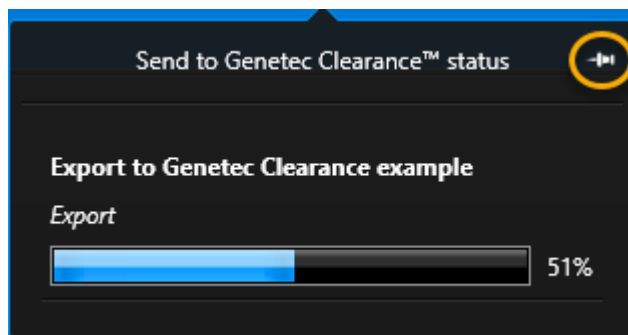 Send to Genetec Clearance™ status
Export to Genetec Clearance example
Export
51%